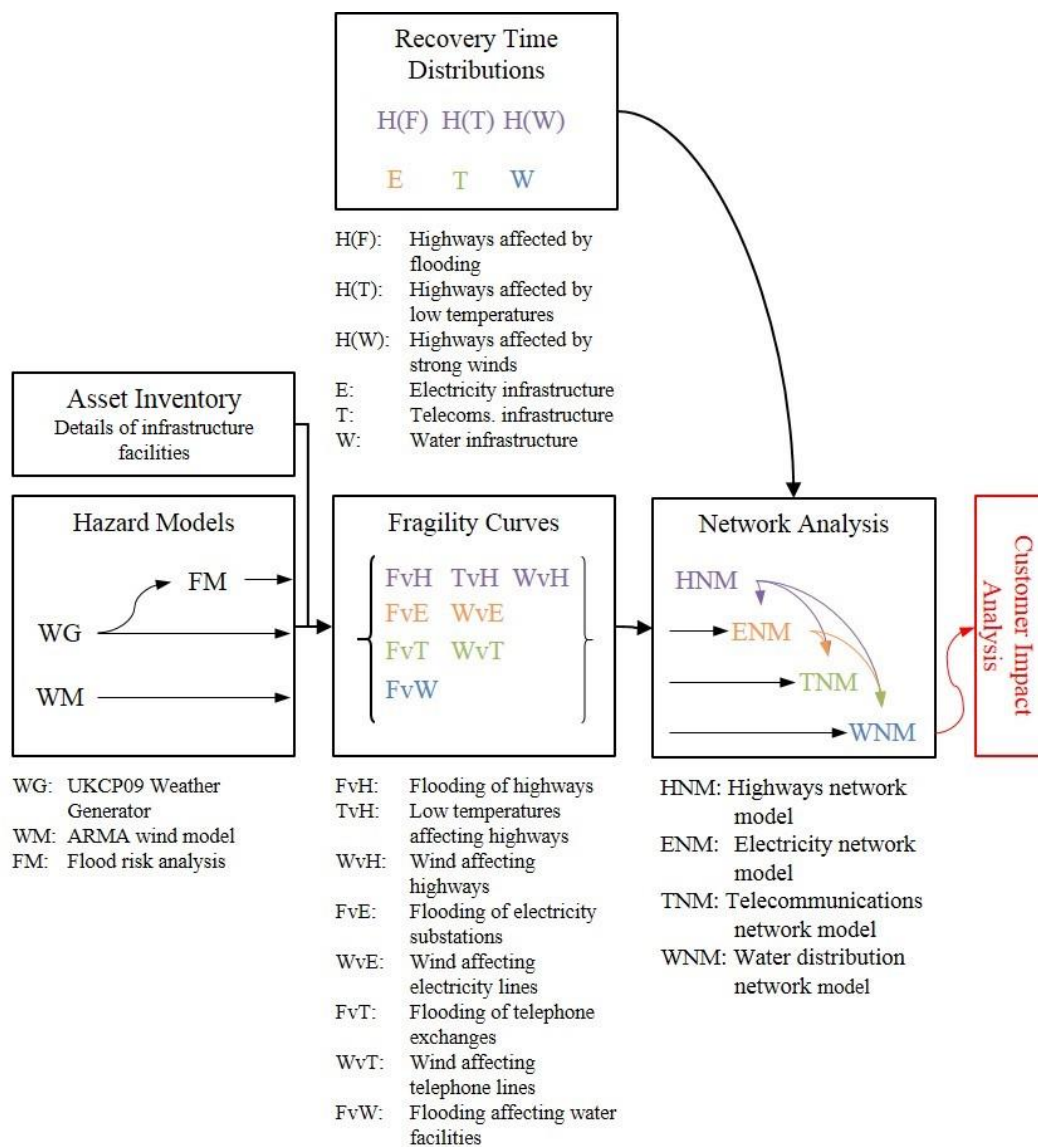 Recovery Time
Distributions
H(F) H(T) H(W)
E T W
H(F): Highways affected by
flooding
H(T): Highways affected by
low temperatures
H(W): Highways affected by
strong winds
E: Electricity infrastructure
T: Telecoms. infrastructure
W: Water infrastructure
Asset Inventory
Details of infrastructure
facilities
Hazard Models
FM
WG
WM
WG: UKCP09 Weather
Generator
WM: ARMA wind model
FM: Flood risk analysis
Fragility Curves
FvH TvH WvH
FvE WvE
FvT WvT
FvW
FvH: Flooding of highways
TvH: Low temperatures
affecting highways
WvH: Wind affecting
highways
FvE: Flooding of electricity
substations
WvE: Wind affecting
electricity lines
FvT: Flooding of telephone
exchanges
WvT: Wind affecting
telephone lines
FvW: Flooding affecting water
facilities
Network Analysis
HNM
ENM
TNM
WNM
HNM: Highways network
model
ENM: Electricity network
model
TNM: Telecommunications
network model
WNM: Water distribution
network model
Customer Impact
Analysis